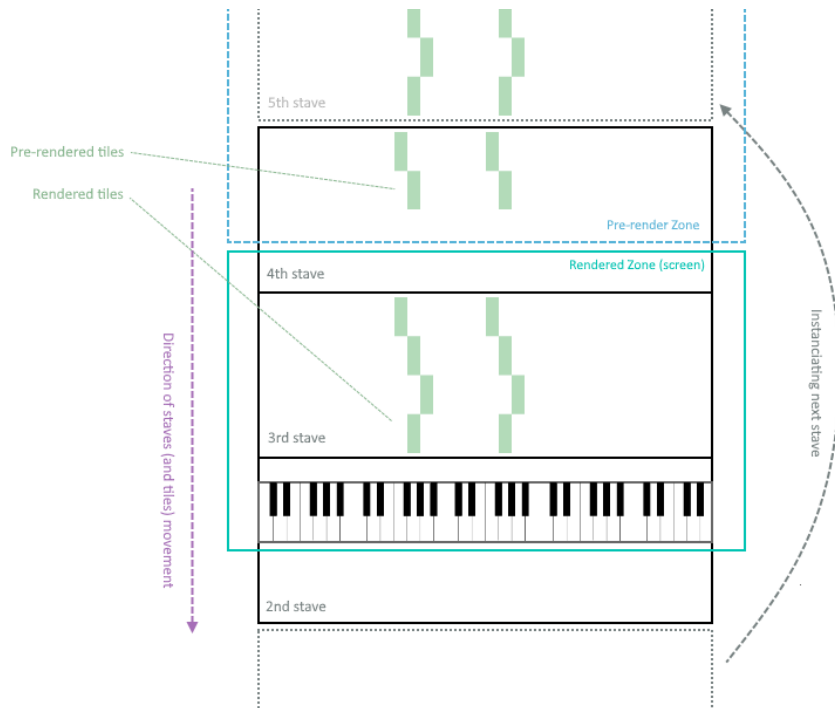 5th stave
Pre-rendered tiles
Rendered tiles
Pre-render Zone
Rendered Zone (screen)
4th stave
Direction of staves (and tiles) movement
Instanciating next stave
3rd stave
2nd stave